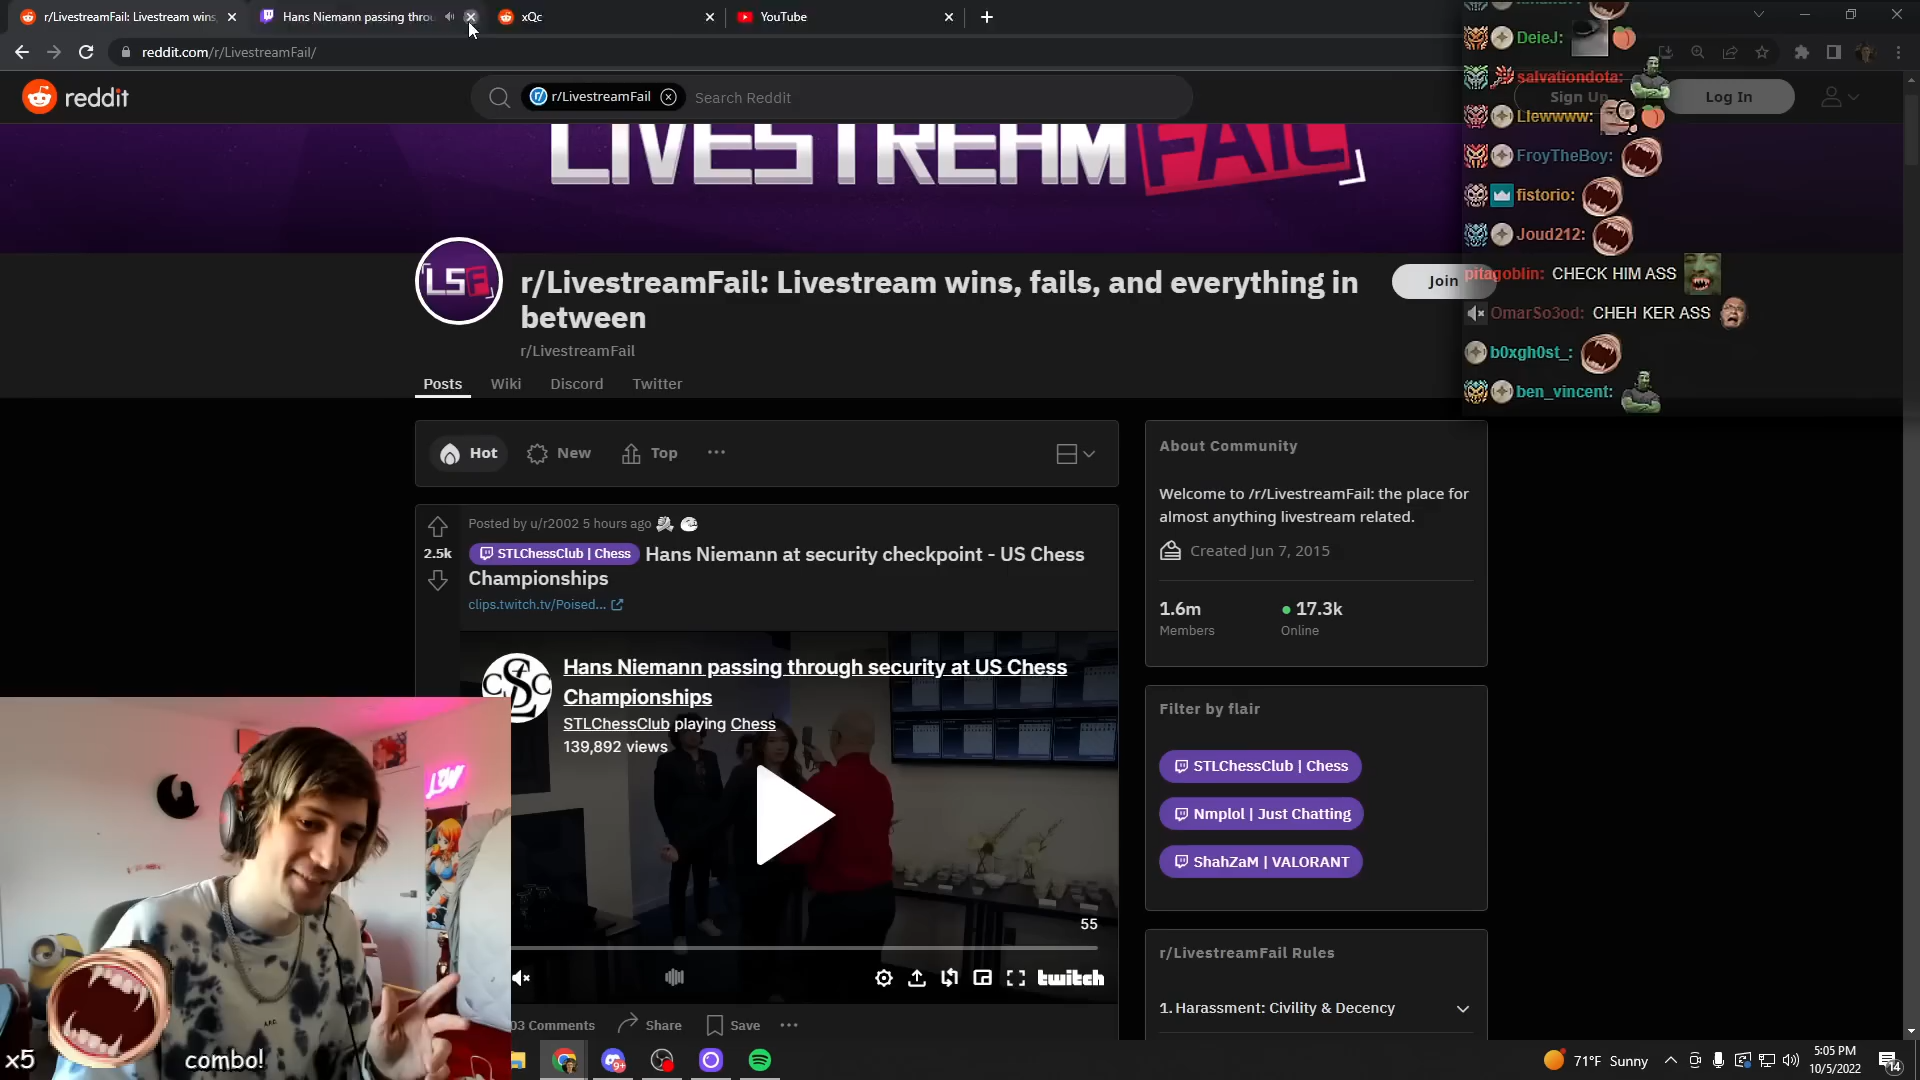 r/LivestreamFail: Livestream wins,
Hans Niemann passing throu
xQc
YouTube
reddit.com/r/LivestreamFail/
reddit
r/LivestreamFail
Search Reddit
Sign Up
Log In
LIVESTREAMFAIL
LSF
r/LivestreamFail: Livestream wins, fails, and everything in
between
Join
r/LivestreamFail
Posts
Wiki
Discord
Twitter
DeieJ:
salvationdota:
Llewwww:
FroyTheBoy:
fistorio:
Joud212:
pitagoblin: CHECK HIM ASS
OmarSo3od: CHEH KER ASS
b0xgh0st_:
ben_vincent:
Hot
New
Top
Posted by u/r2002 5 hours ago
2.5k
STLChessClub | Chess Hans Niemann at security checkpoint - US Chess
Championships
clips.twitch.tv/Poised...
Hans Niemann passing through security at US Chess
Championships
STLChessClub playing Chess
139,892 views
55
twitch
03 Comments
Share
Save
About Community
Welcome to /r/LivestreamFail: the place for
almost anything livestream related.
Created Jun 7, 2015
1.6m
17.3k
Members
Online
Filter by flair
STLChessClub | Chess
Nmplol | Just Chatting
ShahZaM | VALORANT
r/LivestreamFail Rules
1. Harassment: Civility & Decency
x5
combo!
71°F Sunny
5:05 PM
10/5/2022
14